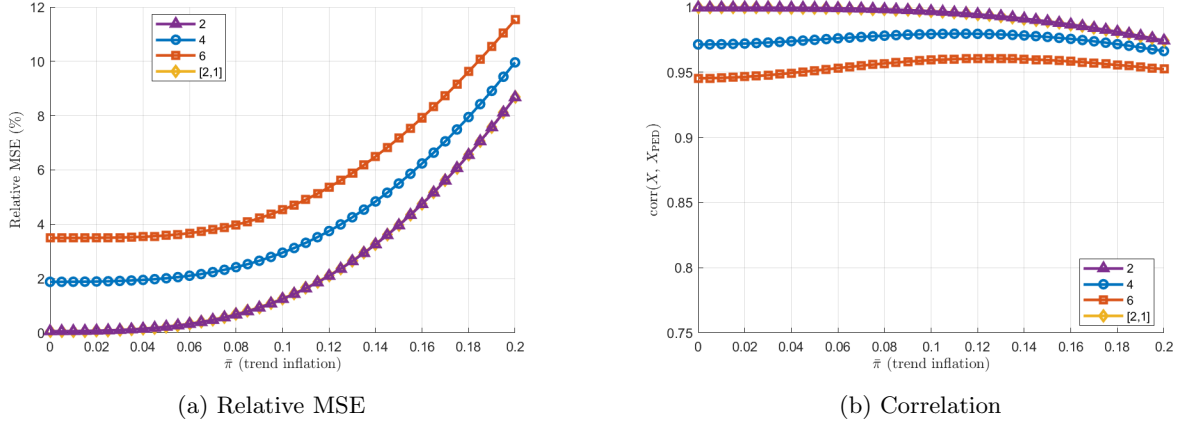 12
10
8
6
4
2
0
Relative MSE (%)
2
4
6
[2,1]
0 0.02 0.04 0.06 0.08 0.1 0.12 0.14 0.16 0.18 0.2
π̄ (trend inflation)
(a) Relative MSE
1
0.95
0.9
0.85
0.8
0.75
corr(X, X_PED)
2
4
6
[2,1]
0 0.02 0.04 0.06 0.08 0.1 0.12 0.14 0.16 0.18 0.2
π̄ (trend inflation)
(b) Correlation